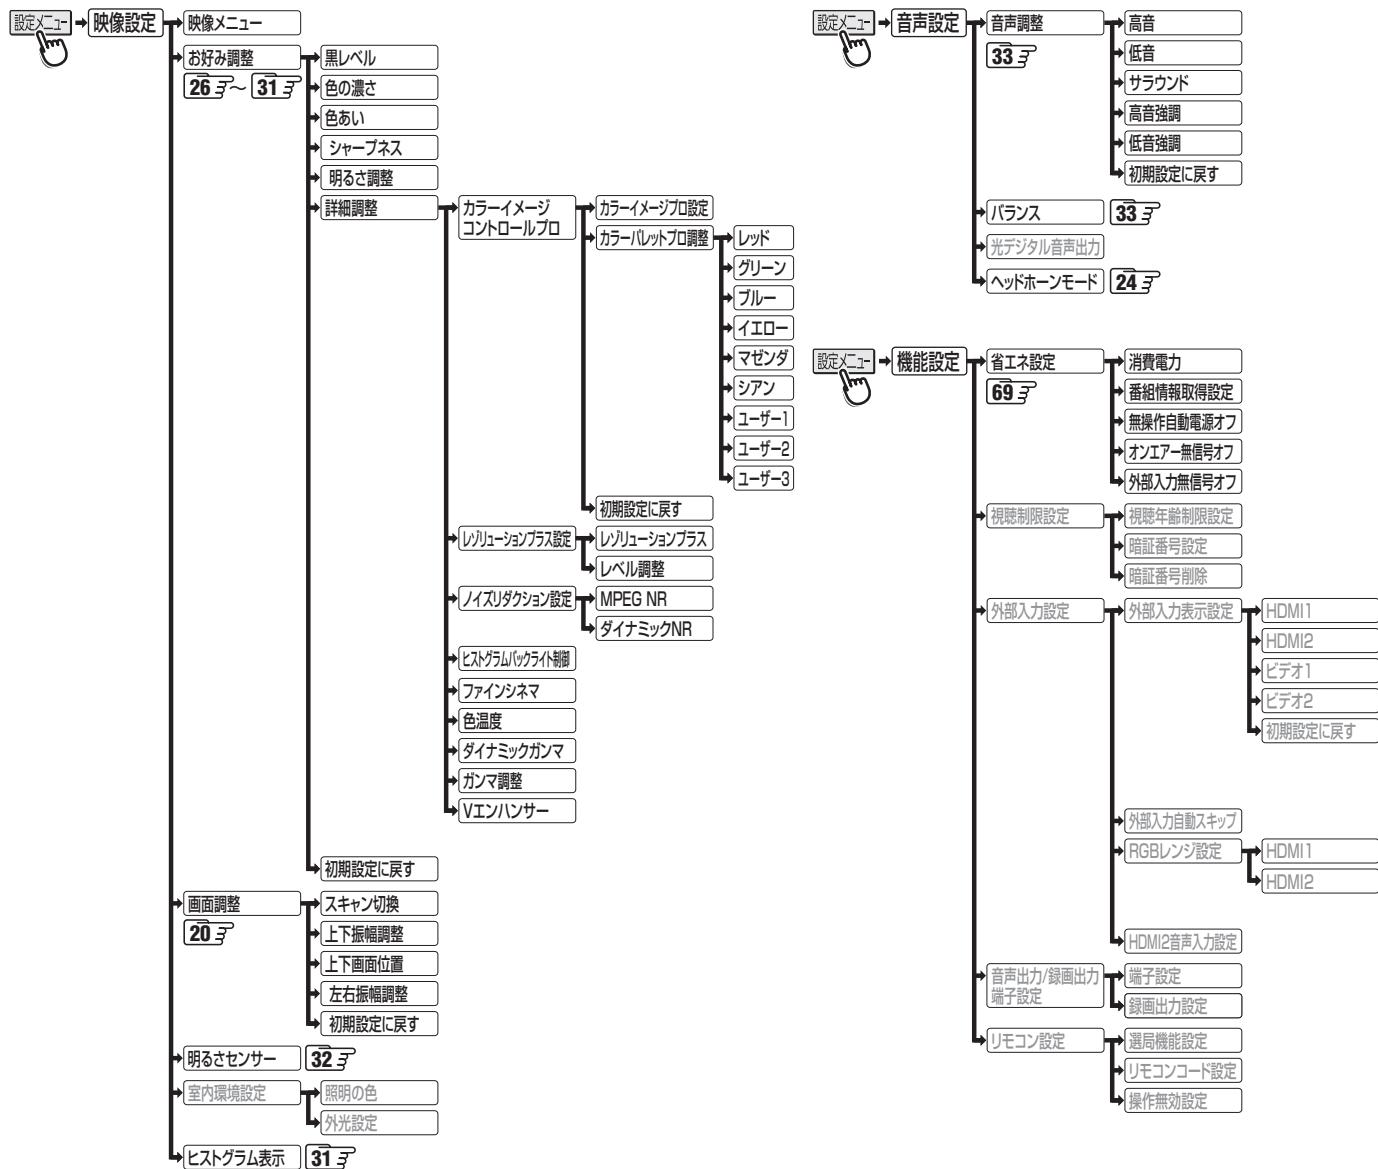 設定メニュー
映像設定
映像メニュー
お好み調整
26
～
31
黒レベル
色の濃さ
色あい
シャープネス
明るさ調整
詳細調整
カラーイメージ
コントロールプロ
カラーイメージプロ設定
カラーパレットプロ調整
レッド
グリーン
ブルー
イエロー
マゼンダ
シアン
ユーザー1
ユーザー2
ユーザー3
初期設定に戻す
レゾリューションプラス設定
レゾリューションプラス
レベル調整
ノイズリダクション設定
MPEG NR
ダイナミックNR
ヒストグラムバックライト制御
ファインシネマ
色温度
ダイナミックガンマ
ガンマ調整
Vエンハンサー
初期設定に戻す
画面調整
20
スキャン切換
上下振幅調整
上下画面位置
左右振幅調整
初期設定に戻す
明るさセンサー
32
室内環境設定
照明の色
外光設定
ヒストグラム表示
31
設定メニュー
音声設定
音声調整
33
高音
低音
サラウンド
高音強調
低音強調
初期設定に戻す
バランス
33
光デジタル音声出力
ヘッドホーンモード
24
設定メニュー
機能設定
省エネ設定
69
消費電力
番組情報取得設定
無操作自動電源オフ
オンエアー無信号オフ
外部入力無信号オフ
視聴制限設定
視聴年齢制限設定
暗証番号設定
暗証番号削除
外部入力設定
外部入力表示設定
HDMI1
HDMI2
ビデオ1
ビデオ2
初期設定に戻す
外部入力自動スキップ
RGBレンジ設定
HDMI1
HDMI2
HDMI2音声入力設定
音声出力/録画出力
端子設定
端子設定
録画出力設定
リモコン設定
選局機能設定
リモコンコード設定
操作無効設定